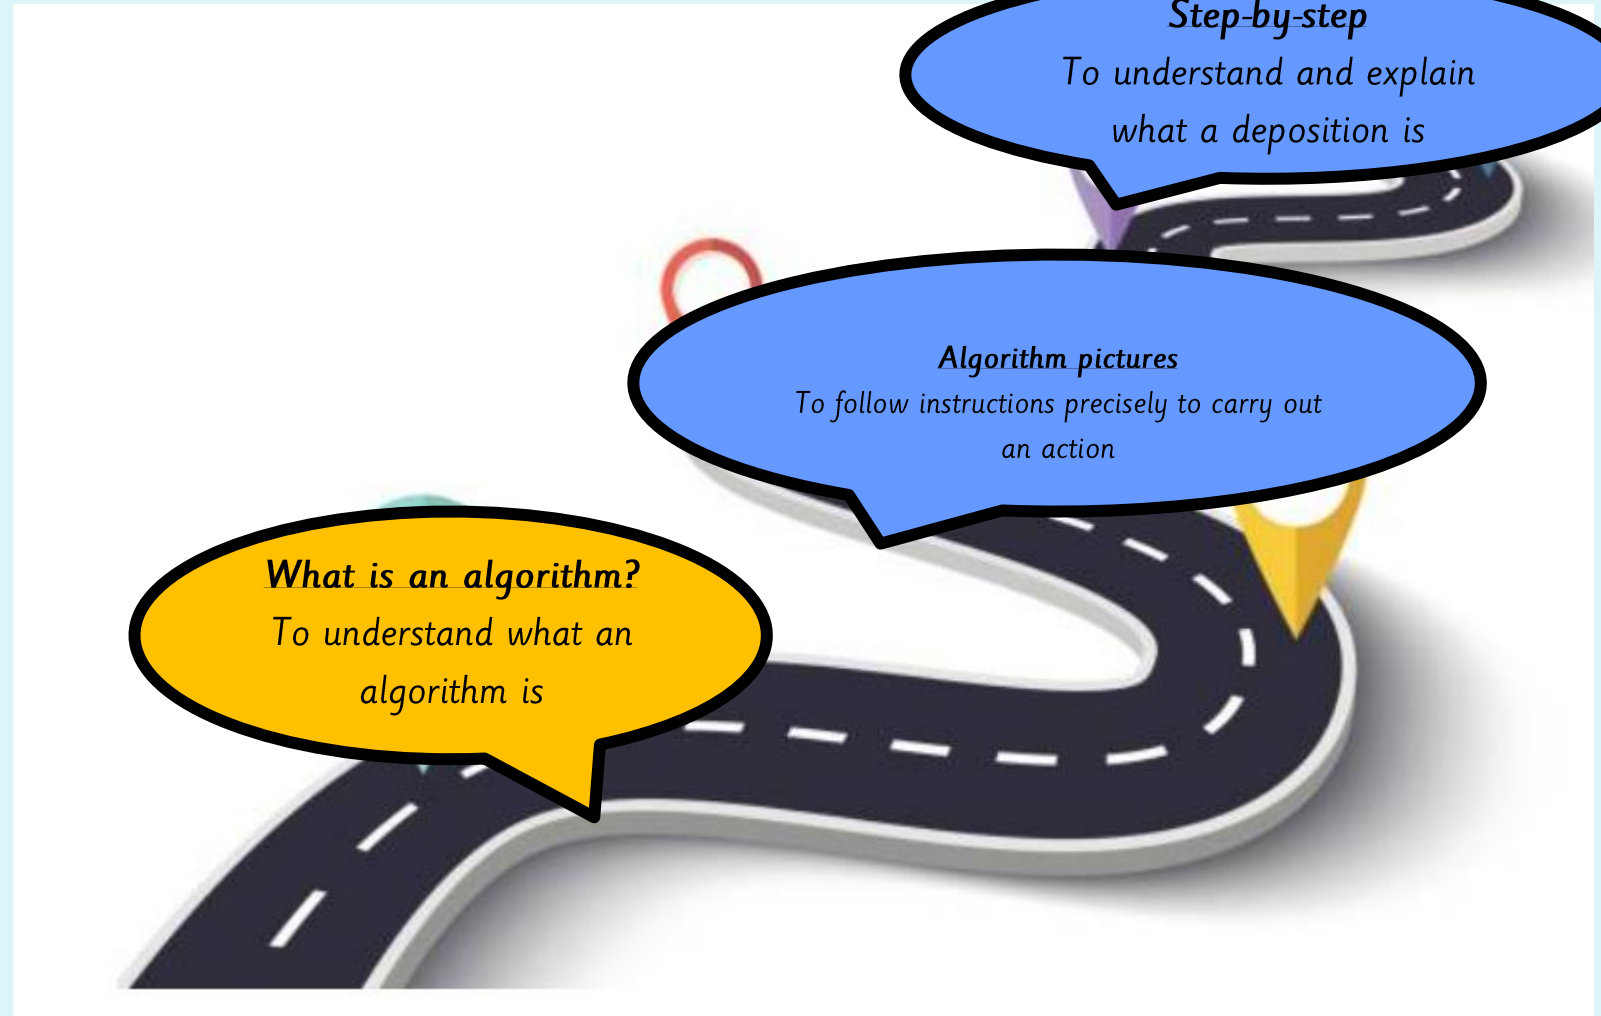 Step-by-step
To understand and explain
what a deposition is
Algorithm pictures
To follow instructions precisely to carry out
an action
What is an algorithm?
To understand what an
algorithm is